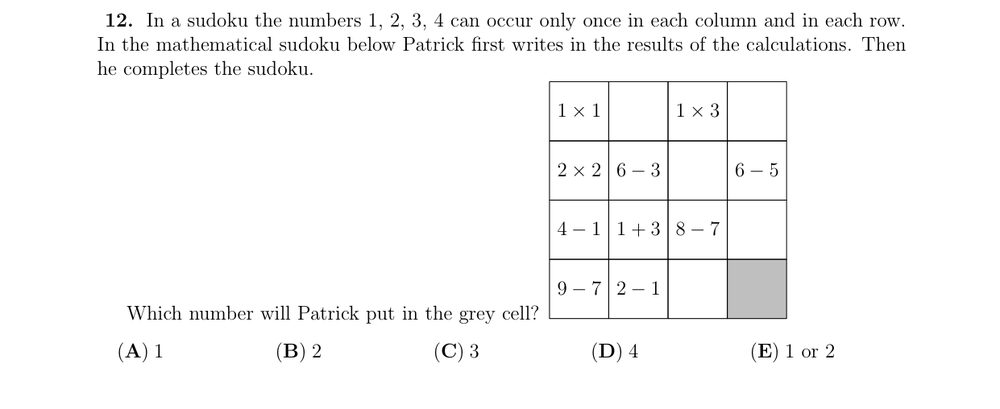 12. In a sudoku the numbers 1, 2, 3, 4 can occur only once in each column and in each row.
In the mathematical sudoku below Patrick first writes in the results of the calculations. Then
he completes the sudoku.
1 × 1 1 × 3
2 × 2 6 − 3 6 − 5
4 − 1 1 + 3 8 − 7
9 − 7 2 − 1
Which number will Patrick put in the grey cell?
(A) 1 (B) 2 (C) 3 (D) 4 (E) 1 or 2